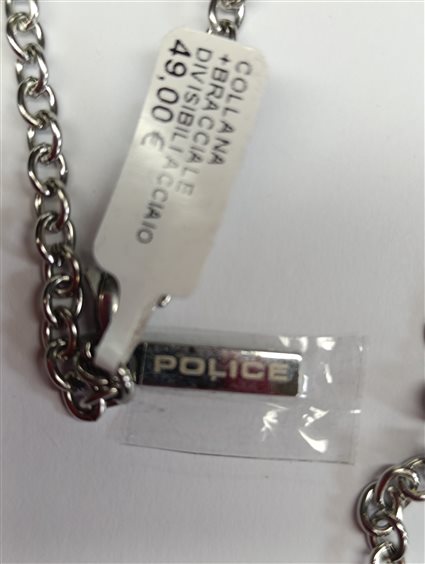 COLLANA
+BRACCIALE
DIVISIBILI ACCIAIO
49,00 €
POLICE